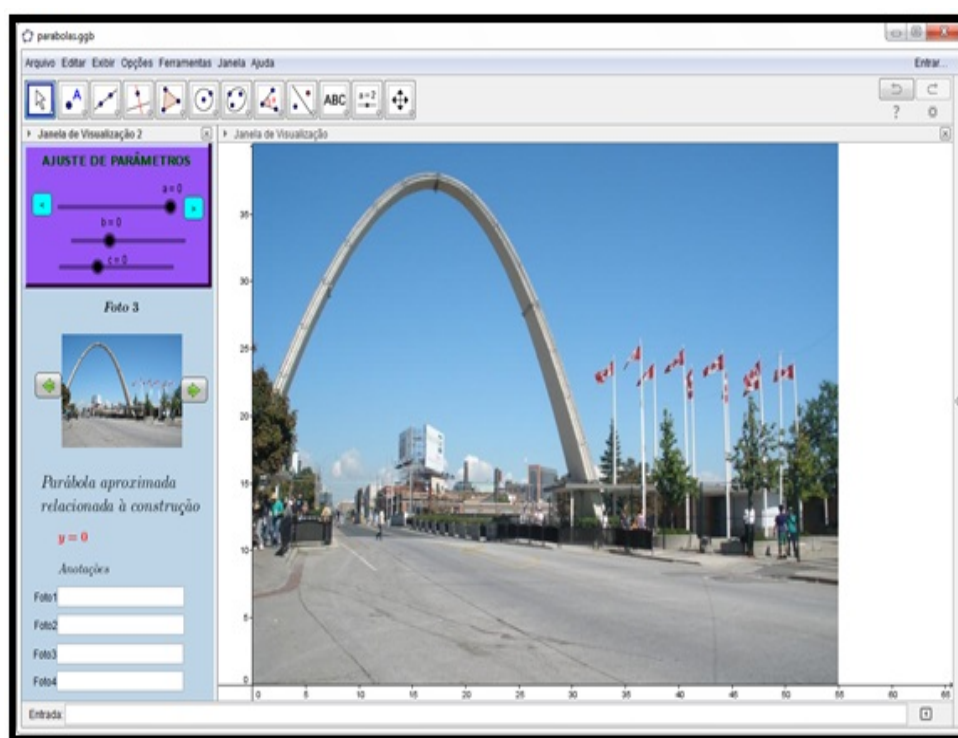 parabolas.ggb
Arquivo Editar Exibir Opções Ferramentas Janela Ajuda
Entrar...
A
ABC
a=2
?
Janela de Visualização 2
Janela de Visualização
AJUSTE DE PARÂMETROS
a = 0
b = 0
c = 0
Foto 3
Parábola aproximada
relacionada à construção
y = 0
Anotações
Foto1
Foto2
Foto3
Foto4
35
30
25
20
15
10
5
0
0 5 10 15 20 25 30 35 40 45 50 55 60 65
Entrada: